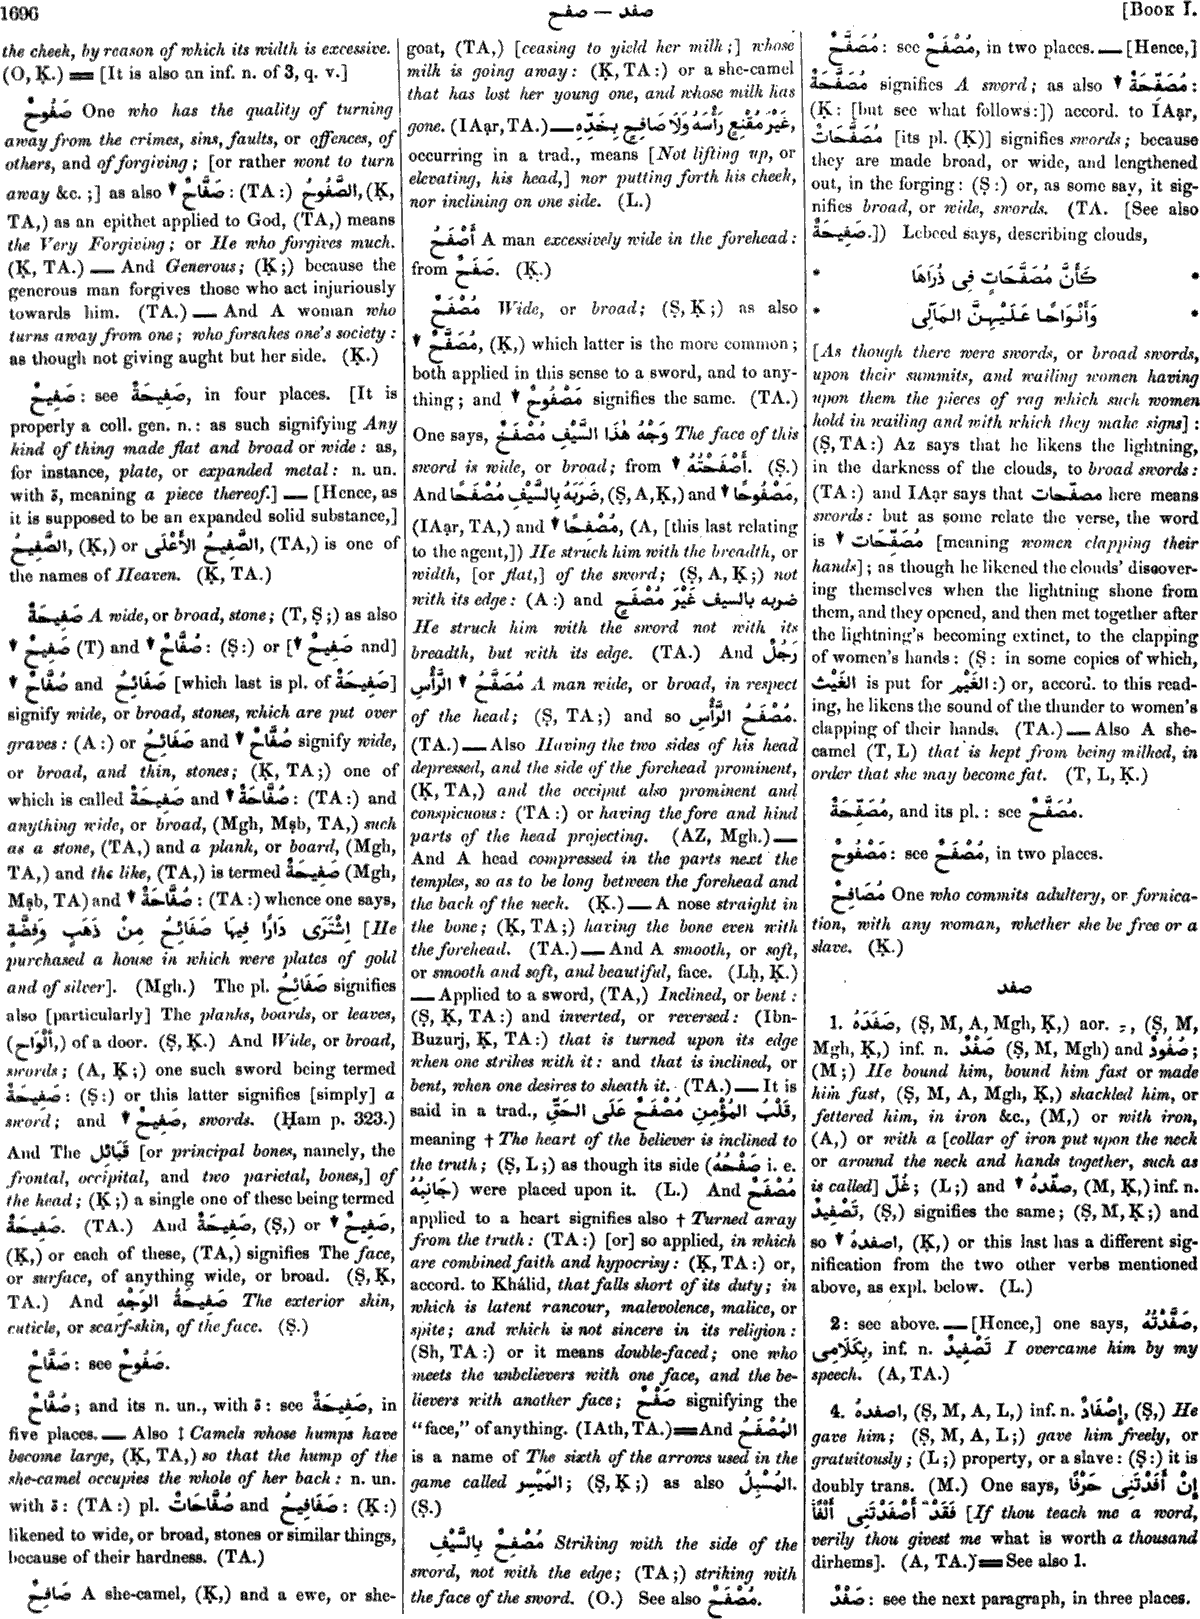 1696
صفح — صفد
[BOOK I.
the cheek, by reason of which its width is excessive.
(O, Ḳ.) ═ [It is also an inf. n. of 3, q. v.]
صَفُوحٌ One who has the quality of turning
away from the crimes, sins, faults, or offences, of
others, and of forgiving; [or rather wont to turn
away &c.;] as also ▼ صَفَّاحٌ: (TA:) الصَّفُوحُ, (Ḳ,
TA,) as an epithet applied to God, (TA,) means
the Very Forgiving; or He who forgives much.
(Ḳ, TA.) — And Generous; (Ḳ;) because the
generous man forgives those who act injuriously
towards him. (TA.) — And A woman who
turns away from one; who forsakes one's society:
as though not giving aught but her side. (Ḳ.)
صَفِيحٌ: see صَفِيحَةٌ, in four places. [It is
properly a coll. gen. n.: as such signifying Any
kind of thing made flat and broad or wide: as,
for instance, plate, or expanded metal: n. un.
with ة, meaning a piece thereof.] — [Hence, as
it is supposed to be an expanded solid substance,]
الصَّفِيحُ, (Ḳ,) or الصَّفِيحُ الأَعْلَى, (TA,) is one of
the names of Heaven. (Ḳ, TA.)
صَفِيحَةٌ A wide, or broad, stone; (T, Ṣ;) as also
▼ صَفِيحٌ (T) and ▼ صُفَّاحٌ: (Ṣ:) or [▼ صَفِيحٌ and]
▼ صُفَّاحٌ and صَفَائِحُ [which last is pl. of صَفِيحَةٌ]
signify wide, or broad, stones, which are put over
graves: (A:) or صَفَائِحُ and ▼ صُفَّاحٌ signify wide,
or broad, and thin, stones; (Ḳ, TA;) one of
which is called صَفِيحَةٌ and ▼ صُفَّاحَةٌ: (TA:) and
anything wide, or broad, (Mgh, Mṣb, TA,) such
as a stone, (TA,) and a plank, or board, (Mgh,
TA,) and the like, (TA,) is termed صَفِيحَةٌ (Mgh,
Mṣb, TA) and ▼ صُفَّاحَةٌ: (TA:) whence one says,
اِشْتَرَى دَارًا فِيهَا صَفَائِحُ مِنْ ذَهَبٍ وَفِضَّةٍ [He
purchased a house in which were plates of gold
and of silver]. (Mgh.) The pl. صَفَائِحُ signifies
also [particularly] The planks, boards, or leaves,
(أَلْوَاح,) of a door. (Ṣ, Ḳ.) And Wide, or broad,
swords; (A, Ḳ;) one such sword being termed
صَفِيحَةٌ: (Ṣ:) or this latter signifies [simply] a
sword; and ▼ صَفِيحٌ, swords. (Ḥam p. 323.)
And The قَبَائِل [or principal bones, namely, the
frontal, occipital, and two parietal, bones,] of
the head; (Ḳ;) a single one of these being termed
صَفِيحَةٌ. (TA.) And صَفِيحَةٌ, (Ṣ,) or ▼ صَفِيحٌ,
(Ḳ,) or each of these, (TA,) signifies The face,
or surface, of anything wide, or broad. (Ṣ, Ḳ,
TA.) And صَفِيحَةُ الوَجْهِ The exterior skin,
cuticle, or scarf-skin, of the face. (Ṣ.)
صَفَّاحٌ: see صَفُوحٌ.
صُفَّاحٌ; and its n. un., with ة: see صَفِيحَةٌ, in
five places. — Also ‡ Camels whose humps have
become large, (Ḳ, TA,) so that the hump of the
she-camel occupies the whole of her back: n. un.
with ة: (TA:) pl. صُفَّاحَاتٌ and صَفَافِيحُ: (Ḳ:)
likened to wide, or broad, stones or similar things,
because of their hardness. (TA.)
صَافِحٌ A she-camel, (Ḳ,) and a ewe, or she-
goat, (TA,) [ceasing to yield her milk;] whose
milk is going away: (Ḳ, TA:) or a she-camel
that has lost her young one, and whose milk has
gone. (IAạr, TA.) — غَيْرَ مُقْنِعٍ رَأْسَهُ وَلَا صَافِحٍ بِخَدِّهِ,
occurring in a trad., means [Not lifting up, or
elevating, his head,] nor putting forth his cheek,
nor inclining on one side. (L.)
أَصْفَحُ A man excessively wide in the forehead:
from صَفَحٌ. (Ḳ.)
مُصْفَحٌ Wide, or broad; (Ṣ, Ḳ;) as also
▼ مُصَفَّحٌ, (Ḳ,) which latter is the more common;
both applied in this sense to a sword, and to any-
thing; and ▼ مَصْفُوحٌ signifies the same. (TA.)
One says, وَجْهُ هٰذَا السَّيْفِ مُصْفَحٌ The face of this
sword is wide, or broad; from ▼ أَصْفَحْتُهُ. (Ṣ.)
And ضَرَبَهُ بِالسَّيْفِ مُصْفَحًا, (Ṣ, A, Ḳ,) and ▼ مَصْفُوحًا,
(IAạr, TA,) and ▼ مُصْفِحًا, (A, [this last relating
to the agent,]) He struck him with the breadth, or
width, [or flat,] of the sword; (Ṣ, A, Ḳ;) not
with its edge: (A:) and ضربه بالسيف غَيْرَ مُصْفَحٍ
He struck him with the sword not with its
breadth, but with its edge. (TA.) And رَجُلٌ
مُصَفَّحُ ▼ الرَّأْسِ A man wide, or broad, in respect
of the head; (Ṣ, TA;) and so مُصْفَحُ الرَّأْسِ.
(TA.) — Also Having the two sides of his head
depressed, and the side of the forehead prominent,
(Ḳ, TA,) and the occiput also prominent and
conspicuous: (TA:) or having the fore and hind
parts of the head projecting. (AZ, Mgh.) —
And A head compressed in the parts next the
temples, so as to be long between the forehead and
the back of the neck. (Ḳ.) — A nose straight in
the bone; (Ḳ, TA;) having the bone even with
the forehead. (TA.) — And A smooth, or soft,
or smooth and soft, and beautiful, face. (Lḥ, Ḳ.)
— Applied to a sword, (TA,) Inclined, or bent:
(Ṣ, Ḳ, TA:) and inverted, or reversed: (Ibn-
Buzurj, Ḳ, TA:) that is turned upon its edge
when one strikes with it: and that is inclined, or
bent, when one desires to sheath it. (TA.) — It is
said in a trad., قَلْبُ المُؤْمِنِ مُصْفَحٌ عَلَى الحَقِّ,
meaning † The heart of the believer is inclined to
the truth; (Ṣ, L;) as though its side (صَفْحُهُ i. e.
جَانِبُهُ) were placed upon it. (L.) And مُصْفَحٌ
applied to a heart signifies also † Turned away
from the truth: (TA:) [or] so applied, in which
are combined faith and hypocrisy: (Ḳ, TA:) or,
accord. to Khálid, that falls short of its duty; in
which is latent rancour, malevolence, malice, or
spite; and which is not sincere in its religion:
(Sh, TA:) or it means double-faced; one who
meets the unbelievers with one face, and the be-
lievers with another face; صَفْحٌ signifying the
"face," of anything. (IAth, TA.) ═ And المُصْفَحُ
is a name of The sixth of the arrows used in the
game called المَيْسِر; (Ṣ, Ḳ;) as also المُسْبِلُ.
(Ṣ.)
مُصْفِحٌ بِالسَّيْفِ Striking with the side of the
sword, not with the edge; (TA;) striking with
the face of the sword. (O.) See also مُصْفَحٌ.
مُصَفَّحٌ: see مُصْفَحٌ, in two places. — [Hence,]
مُصَفَّحَةٌ signifies A sword; as also ▼ مُصَفِّحَةٌ:
(Ḳ: [but see what follows:]) accord. to IAạr,
مُصَفَّحَاتٌ [its pl. (Ḳ)] signifies swords; because
they are made broad, or wide, and lengthened
out, in the forging: (Ṣ:) or, as some say, it sig-
nifies broad, or wide, swords. (TA. [See also
صَفِيحَةٌ.]) Lebeed says, describing clouds,
* كَأَنَّ مُصَفَّحَاتٍ فِى ذُرَاهَا *
* وَأَنْوَاحًا عَلَيْهِنَّ المَآلِى *
[As though there were swords, or broad swords,
upon their summits, and wailing women having
upon them the pieces of rag which such women
hold in wailing and with which they make signs]:
(Ṣ, TA:) Az says that he likens the lightning,
in the darkness of the clouds, to broad swords:
(TA:) and IAạr says that مصفّحات here means
swords: but as some relate the verse, the word
is ▼ مُصَفِّحَات [meaning women clapping their
hands]; as though he likened the clouds' discover-
ing themselves when the lightning shone from
them, and they opened, and then met together after
the lightning's becoming extinct, to the clapping
of women's hands: (Ṣ: in some copies of which,
الغَيْث is put for الغَيْم:) or, accord. to this read-
ing, he likens the sound of the thunder to women's
clapping of their hands. (TA.) — Also A she-
camel (T, L) that is kept from being milked, in
order that she may become fat. (T, L, Ḳ.)
مُصَفِّحَةٌ, and its pl.: see مُصَفَّحٌ.
مَصْفُوحٌ: see مُصْفَحٌ, in two places.
مُصَافِحٌ One who commits adultery, or fornica-
tion, with any woman, whether she be free or a
slave. (Ḳ.)
صفد
1. صَفَدَهُ, (Ṣ, M, A, Mgh, Ḳ,) aor. ـِ, (Ṣ, M,
Mgh, Ḳ,) inf. n. صَفْدٌ (Ṣ, M, Mgh) and صُفُودٌ;
(M;) He bound him, bound him fast or made
him fast, (Ṣ, M, A, Mgh, Ḳ,) shackled him, or
fettered him, in iron &c., (M,) or with iron,
(A,) or with a [collar of iron put upon the neck
or around the neck and hands together, such as
is called] غُلّ; (L;) and ▼ صفّدهُ, (M, Ḳ,) inf. n.
تَصْفِيدٌ, (Ṣ,) signifies the same; (Ṣ, M, Ḳ;) and
so ▼ اصفدهُ, (Ḳ,) or this last has a different sig-
nification from the two other verbs mentioned
above, as expl. below. (L.)
2: see above. — [Hence,] one says, صَفَّدْتُهُ
بِكَلَامِى, inf. n. تَصْفِيدٌ I overcame him by my
speech. (A, TA.)
4. اصفدهُ, (Ṣ, M, A, L,) inf. n. إِصْفَادٌ, (Ṣ,) He
gave him; (Ṣ, M, A, L;) gave him freely, or
gratuitously; (L;) property, or a slave: (Ṣ:) it is
doubly trans. (M.) One says, إِنْ أَفَدْتَنِى حَرْفًا
فَقَدْ أَصْفَدْتَنِى أَلْفًا [If thou teach me a word,
verily thou givest me what is worth a thousand
dirhems]. (A, TA.) ═ See also 1.
صَفْدٌ: see the next paragraph, in three places.